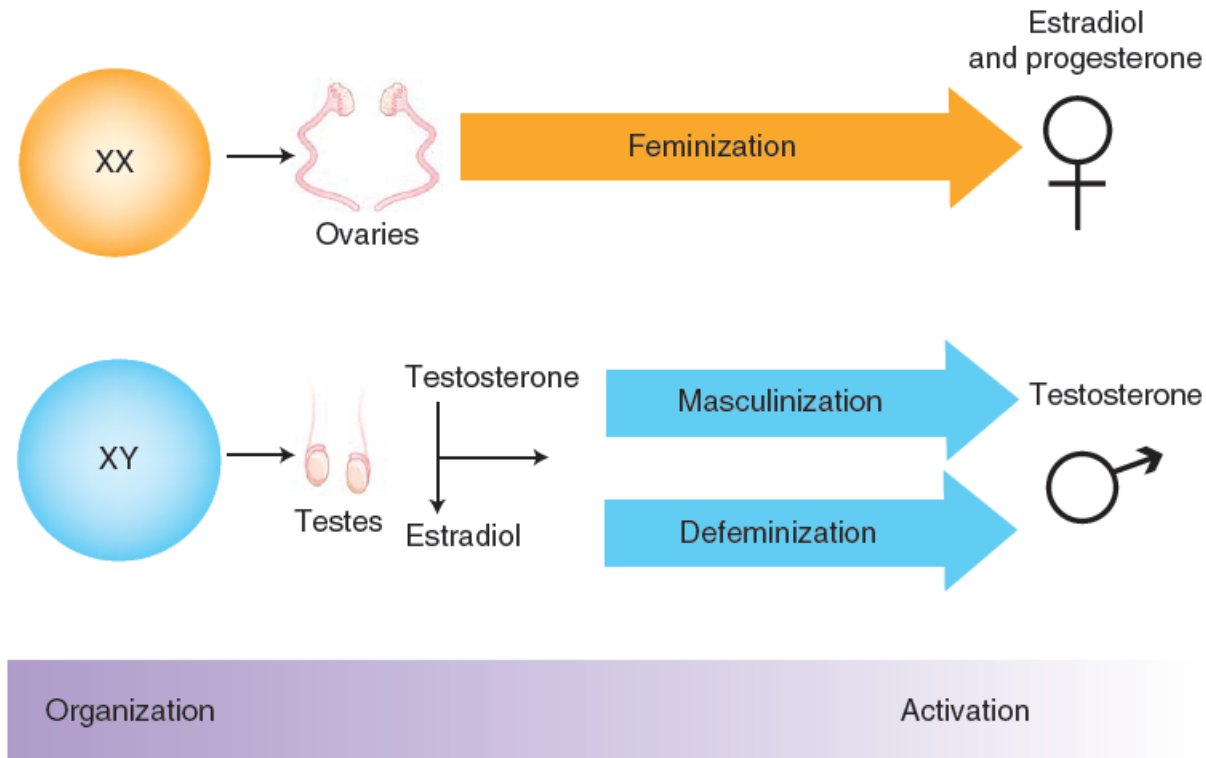 Estradiol
and progesterone
XX
Feminization
Ovaries
Testosterone
Masculinization
Testosterone
XY
Testes
Estradiol
Defeminization
Organization
Activation